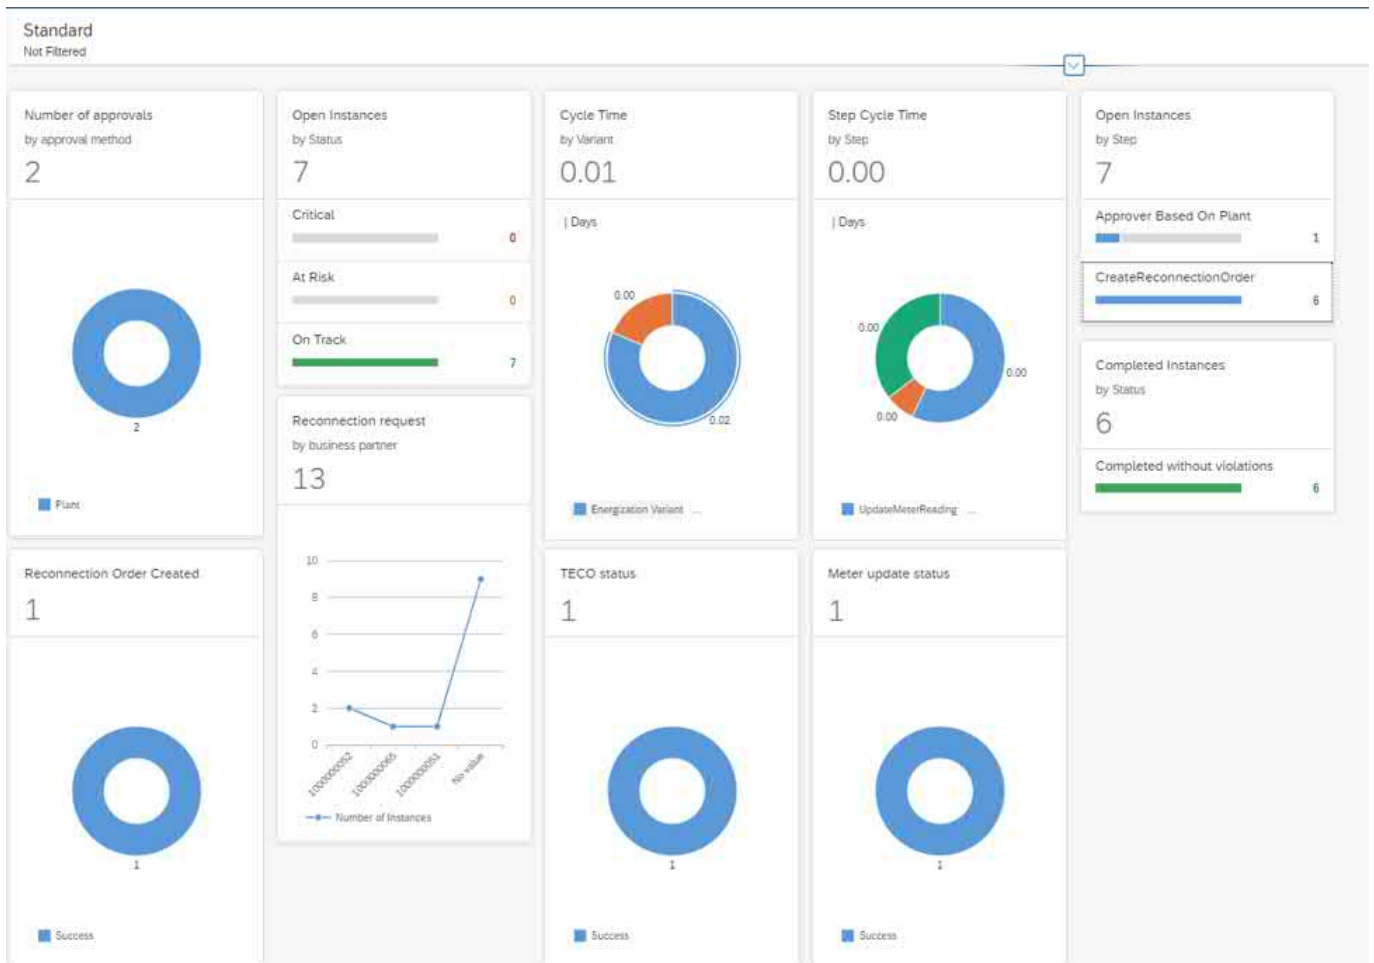 Standard
Not Filtered
Number of approvals
by approval method
2
2
Plant
Open Instances
by Status
7
Critical
0
At Risk
0
On Track
7
Cycle Time
by Variant
0.01
| Days
0.00
0.02
Energization Variant ...
Step Cycle Time
by Step
0.00
| Days
0.00
0.00
0.00
UpdateMeterReading ...
Open Instances
by Step
7
Approver Based On Plant
1
CreateReconnectionOrder
6
Completed Instances
by Status
6
Completed without violations
6
Reconnection request
by business partner
13
10
8
6
4
2
0
1000000052
1000000065
1000000051
No value
Number of Instances
Reconnection Order Created
1
1
Success
TECO status
1
1
Success
Meter update status
1
1
Success